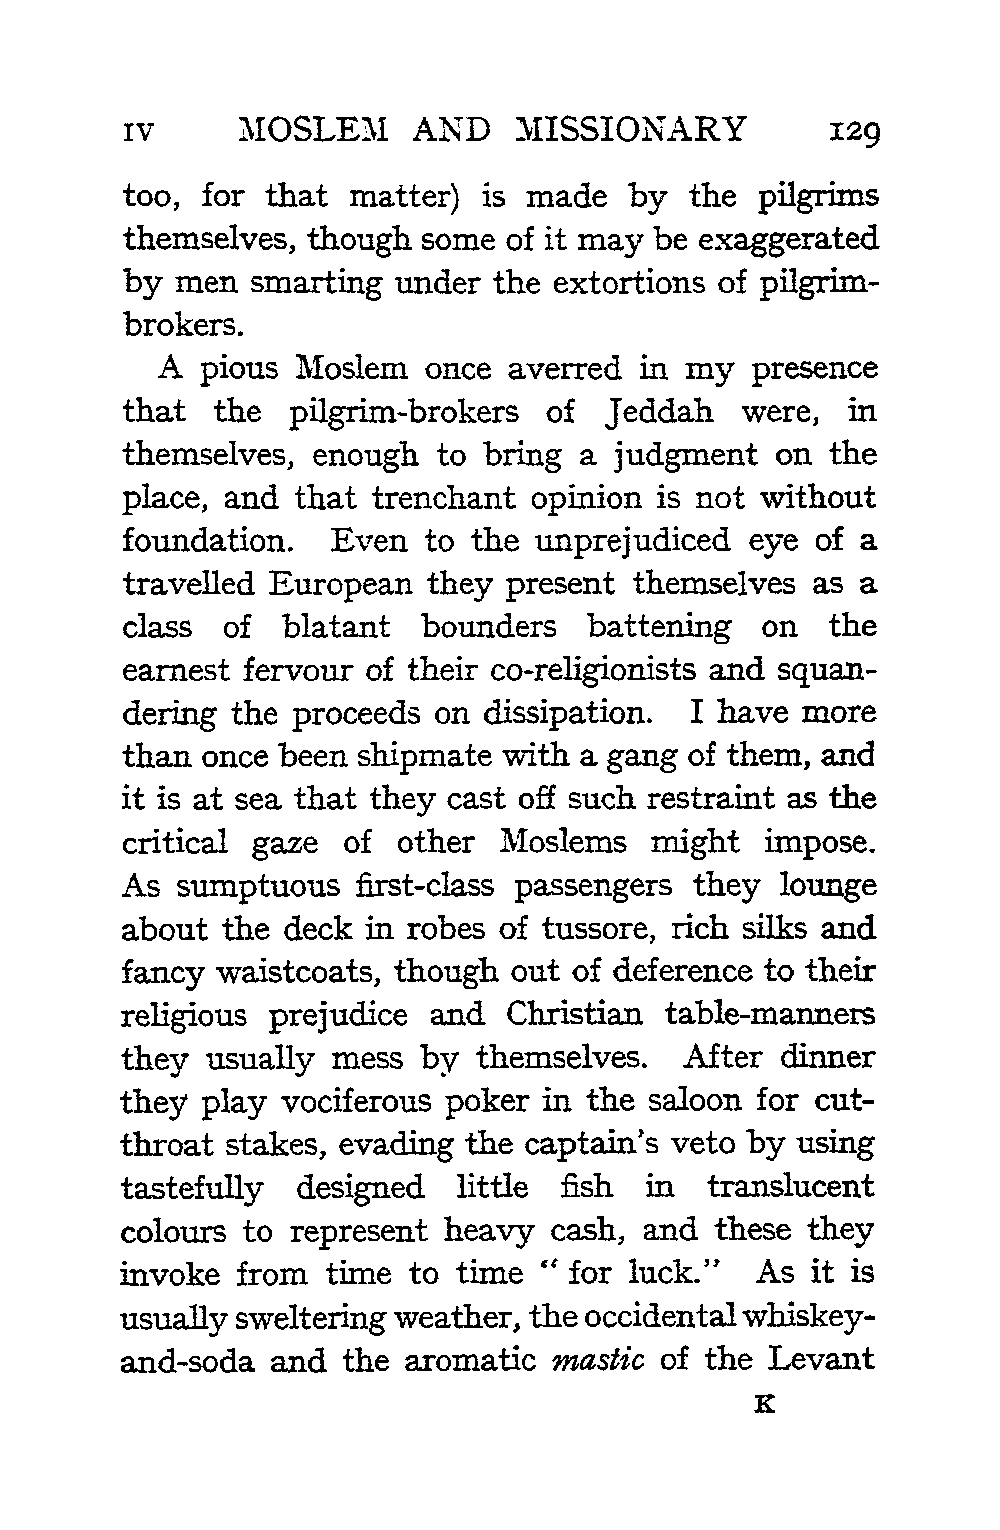 IV MOSLEM AND MISSIONARY 129
too, for that matter) is made by the pilgrims
themselves, though some of it may be exaggerated
by men smarting under the extortions of pilgrim-
brokers.
A pious Moslem once averred in my presence
that the pilgrim-brokers of Jeddah were, in
themselves, enough to bring a judgment on the
place, and that trenchant opinion is not without
foundation. Even to the unprejudiced eye of a
travelled European they present themselves as a
class of blatant bounders battening on the
earnest fervour of their co-religionists and squan-
dering the proceeds on dissipation. I have more
than once been shipmate with a gang of them, and
it is at sea that they cast off such restraint as the
critical gaze of other Moslems might impose.
As sumptuous first-class passengers they lounge
about the deck in robes of tussore, rich silks and
fancy waistcoats, though out of deference to their
religious prejudice and Christian table-manners
they usually mess by themselves. After dinner
they play vociferous poker in the saloon for cut-
throat stakes, evading the captain's veto by using
tastefully designed little fish in translucent
colours to represent heavy cash, and these they
invoke from time to time “ for luck.” As it is
usually sweltering weather, the occidental whiskey-
and-soda and the aromatic mastic of the Levant
K